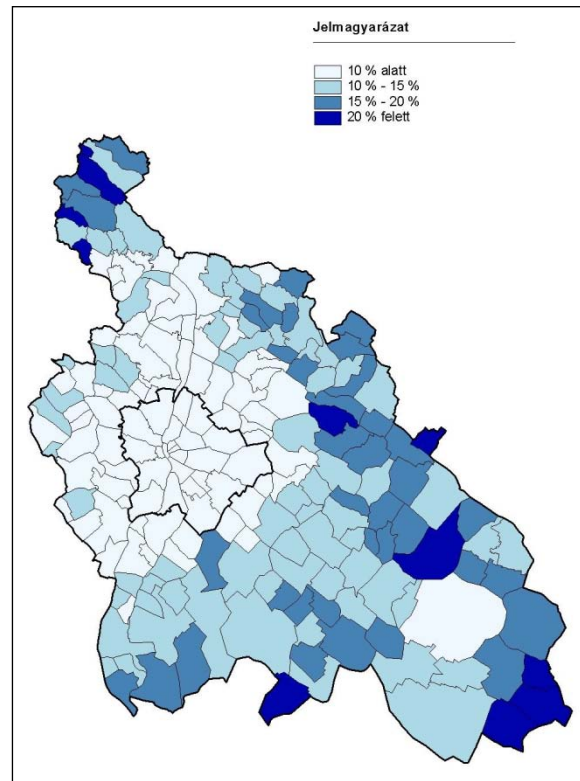 Jelmagyarázat
10 % alatt
10 % - 15 %
15 % - 20 %
20 % felett